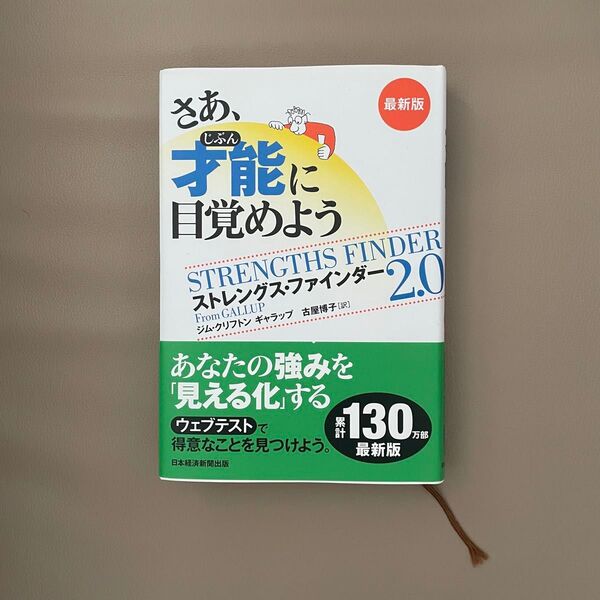 最新版
さあ、
じぶん
才能に
目覚めよう
STRENGTHS FINDER
ストレングス・ファインダー 2.0
From GALLUP
ジム・クリフトン ギャラップ 古屋博子[訳]
あなたの強みを
「見える化」する
ウェブテストで
得意なことを見つけよう。
累計130万部
最新版
日本経済新聞出版